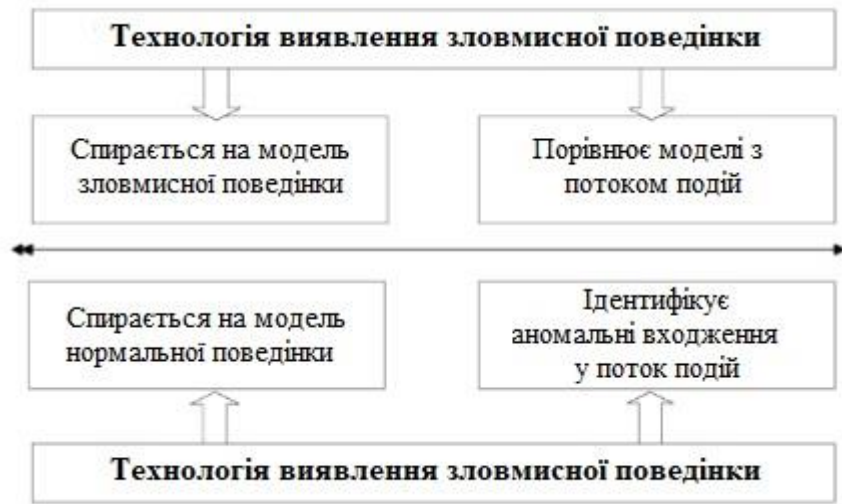 Технологія виявлення зловмисної поведінки
Спирається на модель
зловмисної поведінки
Порівнює моделі з
потоком подій
Спирається на модель
нормальної поведінки
Ідентифікує
аномальні входження
у поток подій
Технологія виявлення зловмисної поведінки